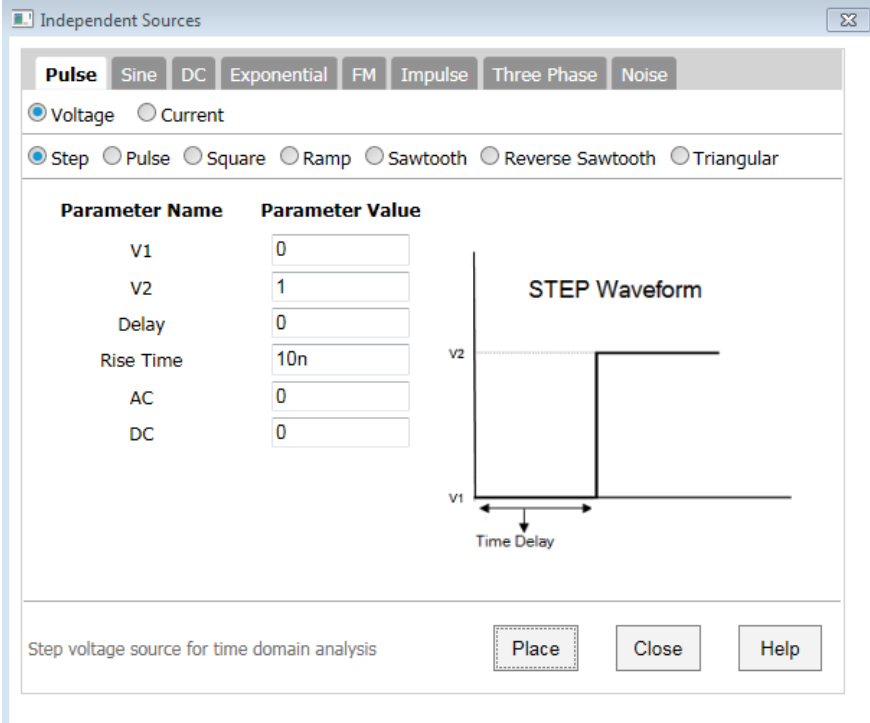 Independent Sources
Pulse Sine DC Exponential FM Impulse Three Phase Noise
Voltage Current
Step Pulse Square Ramp Sawtooth Reverse Sawtooth Triangular
Parameter Name Parameter Value
V1 0
V2 1
STEP Waveform
Delay 0
Rise Time 10n
V2
AC 0
DC 0
V1
Time Delay
Step voltage source for time domain analysis Place Close Help